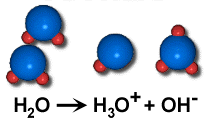 H₂O → H₃O⁺ + OH⁻